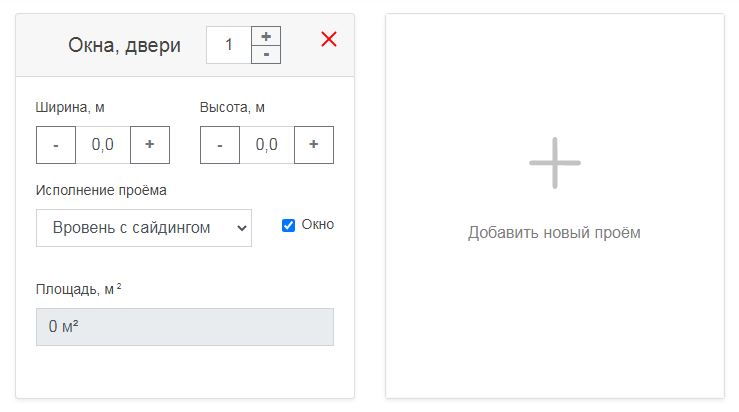 Окна, двери 1 + -
Ширина, м Высота, м
- 0,0 + - 0,0 +
Исполнение проёма
Вровень с сайдингом Окно
Площадь, м ²
0 м²
Добавить новый проём